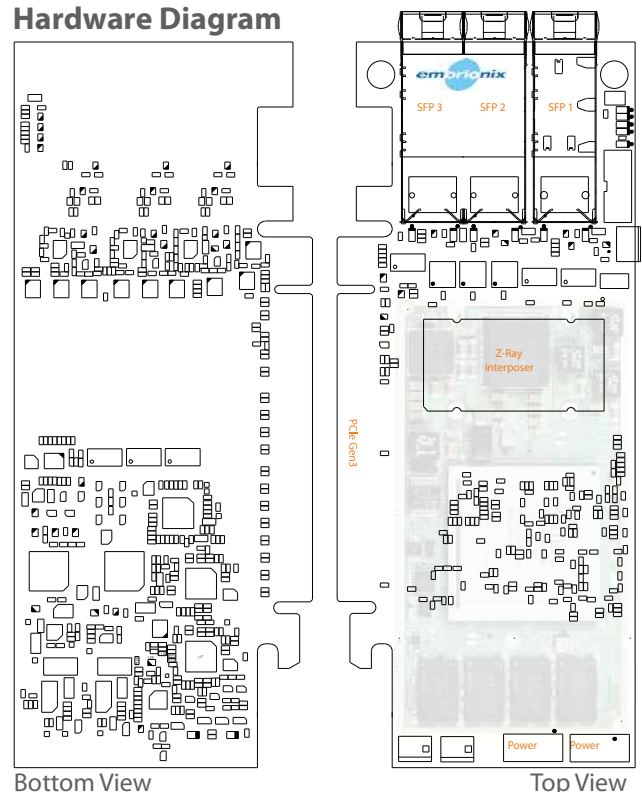 Hardware Diagram
embrionix
SFP 3
SFP 2
SFP 1
Z-Ray
interposer
PCIe Gen3
Power
Power
Bottom View
Top View